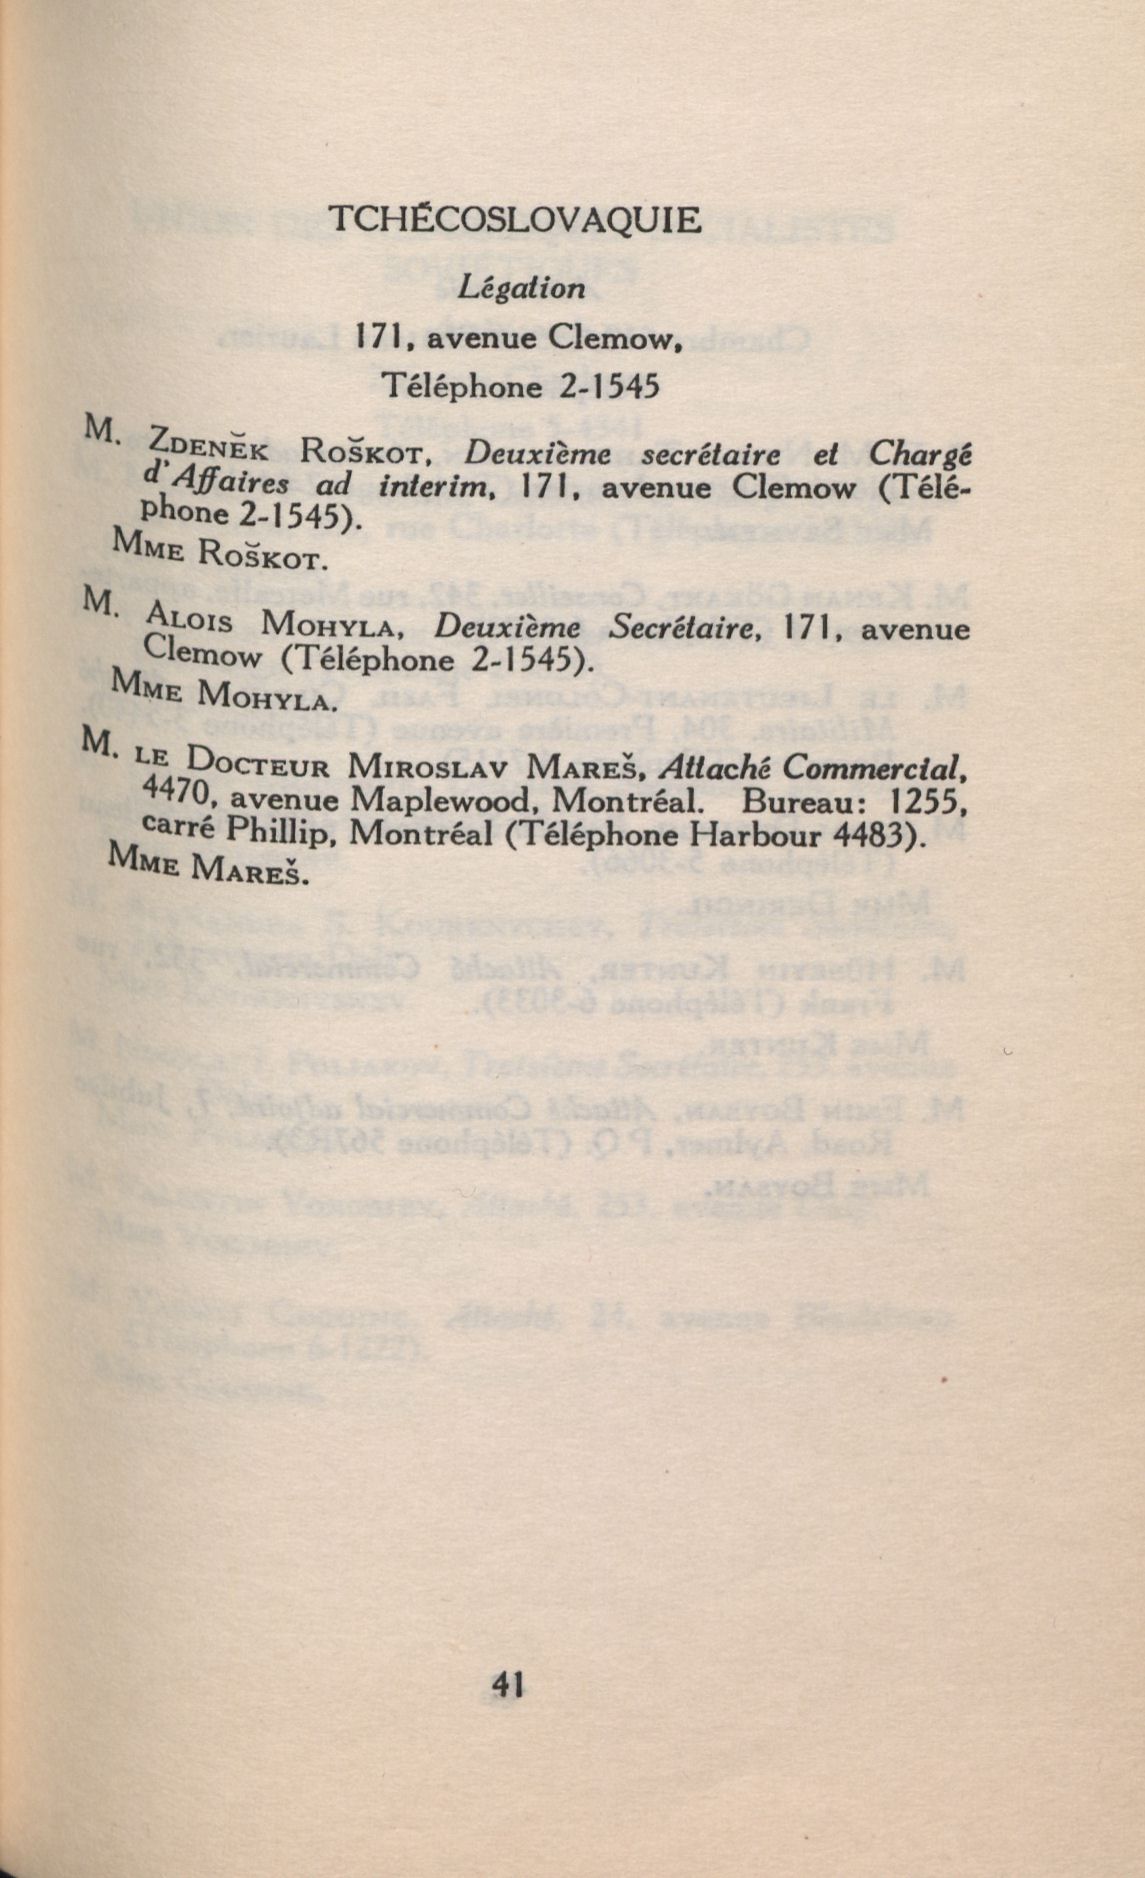 TCHÉCOSLOVAQUIE
Légation
171, avenue Clemow,
Téléphone 2-1545
M. ZDENĚK ROŠKOT, Deuxième secrétaire et Chargé
d'Affaires ad interim, 171, avenue Clemow (Télé-
phone 2-1545).
MME ROŠKOT.
M. ALOIS MOHYLA, Deuxième Secrétaire, 171, avenue
Clemow (Téléphone 2-1545).
MME MOHYLA.
M. LE DOCTEUR MIROSLAV MAREŠ, Attaché Commercial,
4470, avenue Maplewood, Montréal. Bureau: 1255,
carré Phillip, Montréal (Téléphone Harbour 4483).
MME MAREŠ.
41